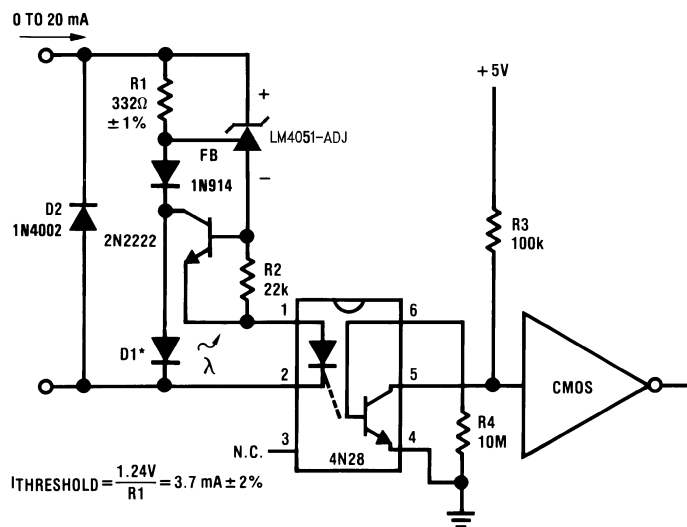 0 TO 20 mA
R1
332Ω
±1%
+
LM4051-ADJ
FB
−
1N914
D2
1N4002
2N2222
R2
22k
D1*
λ
+5V
R3
100k
1
6
2
5
CMOS
3
4
N.C.
4N28
R4
10M
ITHRESHOLD = 1.24V
R1 = 3.7 mA ± 2%